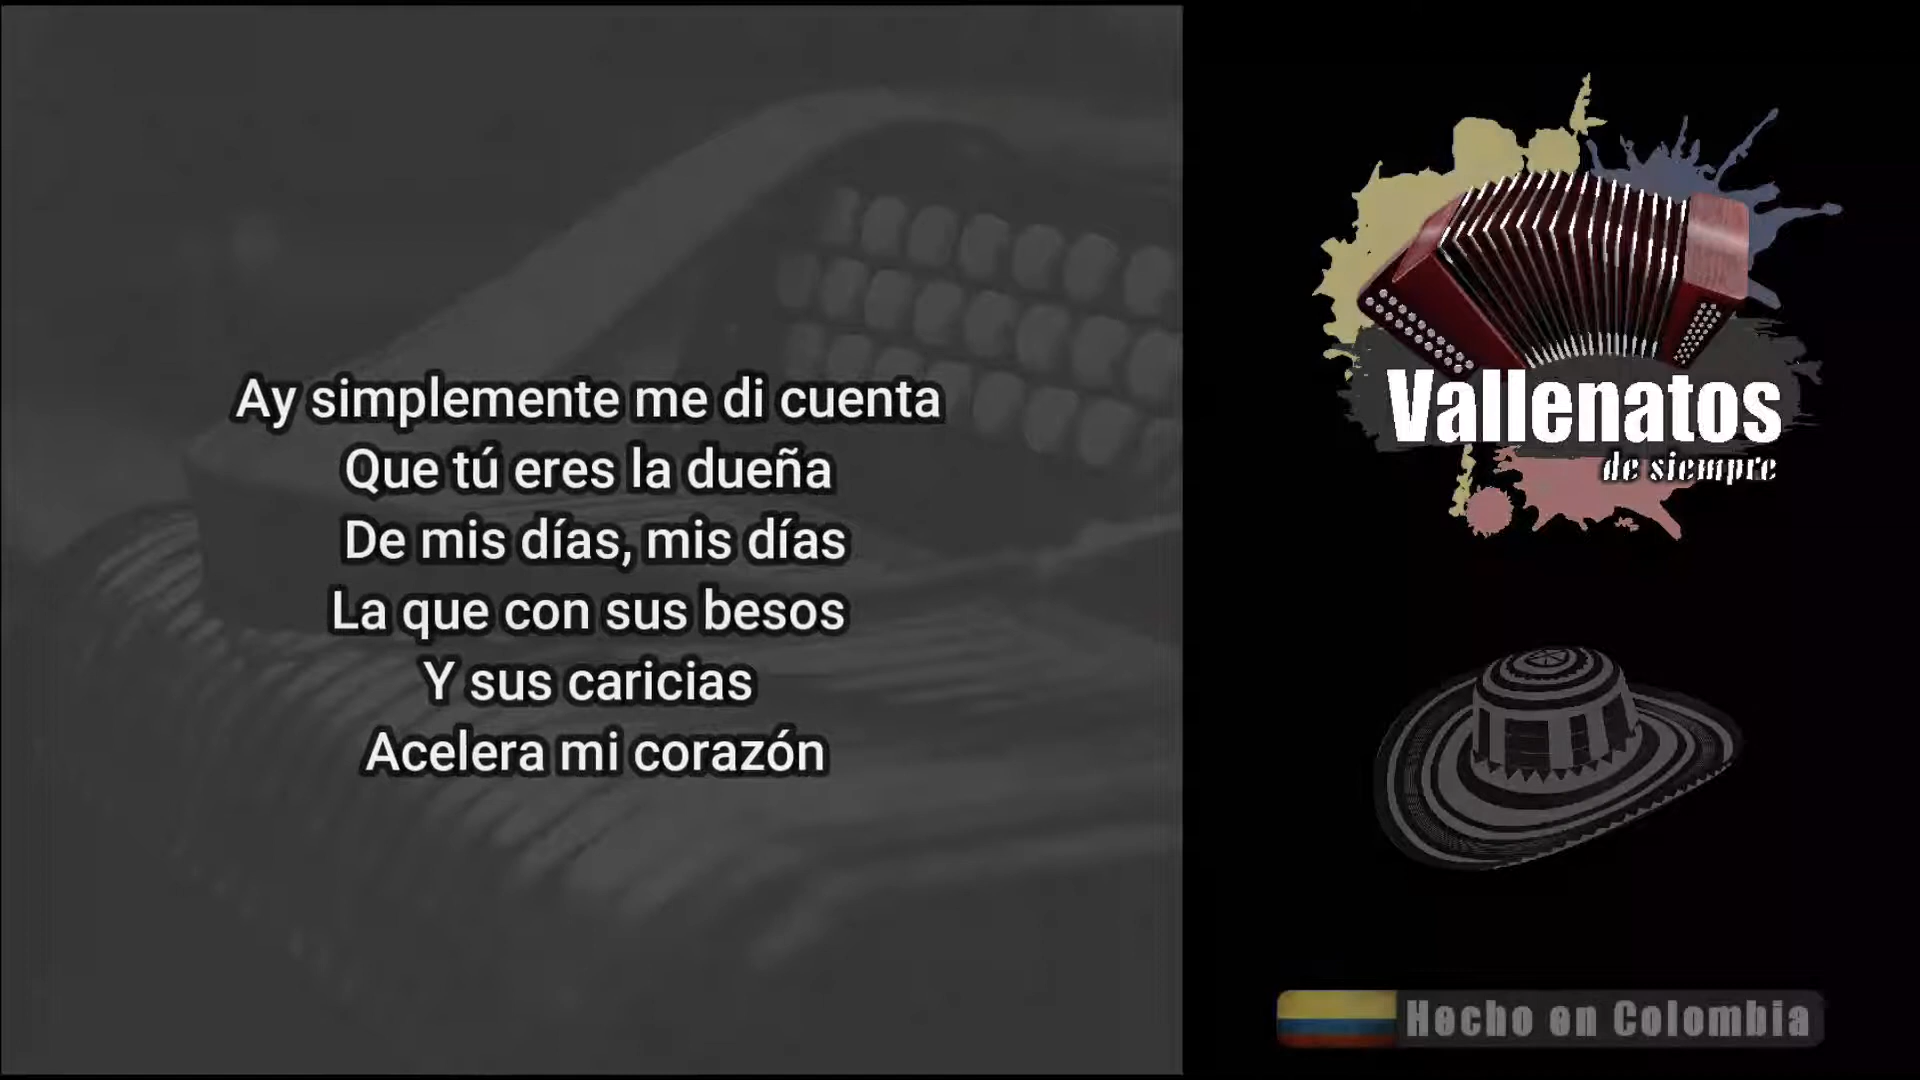 Ay simplemente me di cuenta
Que tú eres la dueña
De mis días, mis días
La que con sus besos
Y sus caricias
Acelera mi corazón
Vallenatos
de siempre
Hecho en Colombia